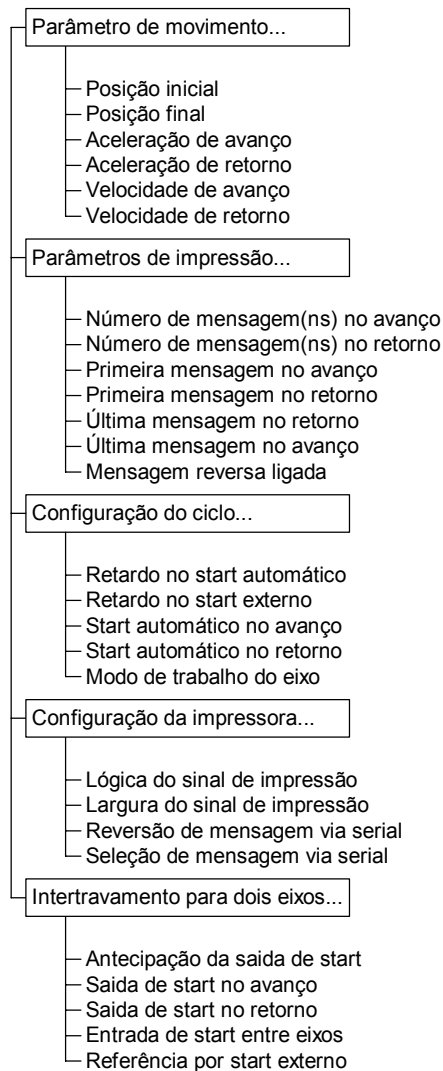 Parâmetro de movimento...
Posição inicial
Posição final
Aceleração de avanço
Aceleração de retorno
Velocidade de avanço
Velocidade de retorno
Parâmetros de impressão...
Número de mensagem(ns) no avanço
Número de mensagem(ns) no retorno
Primeira mensagem no avanço
Primeira mensagem no retorno
Última mensagem no retorno
Última mensagem no avanço
Mensagem reversa ligada
Configuração do ciclo...
Retardo no start automático
Retardo no start externo
Start automático no avanço
Start automático no retorno
Modo de trabalho do eixo
Configuração da impressora...
Lógica do sinal de impressão
Largura do sinal de impressão
Reversão de mensagem via serial
Seleção de mensagem via serial
Intertravamento para dois eixos...
Antecipação da saida de start
Saida de start no avanço
Saida de start no retorno
Entrada de start entre eixos
Referência por start externo